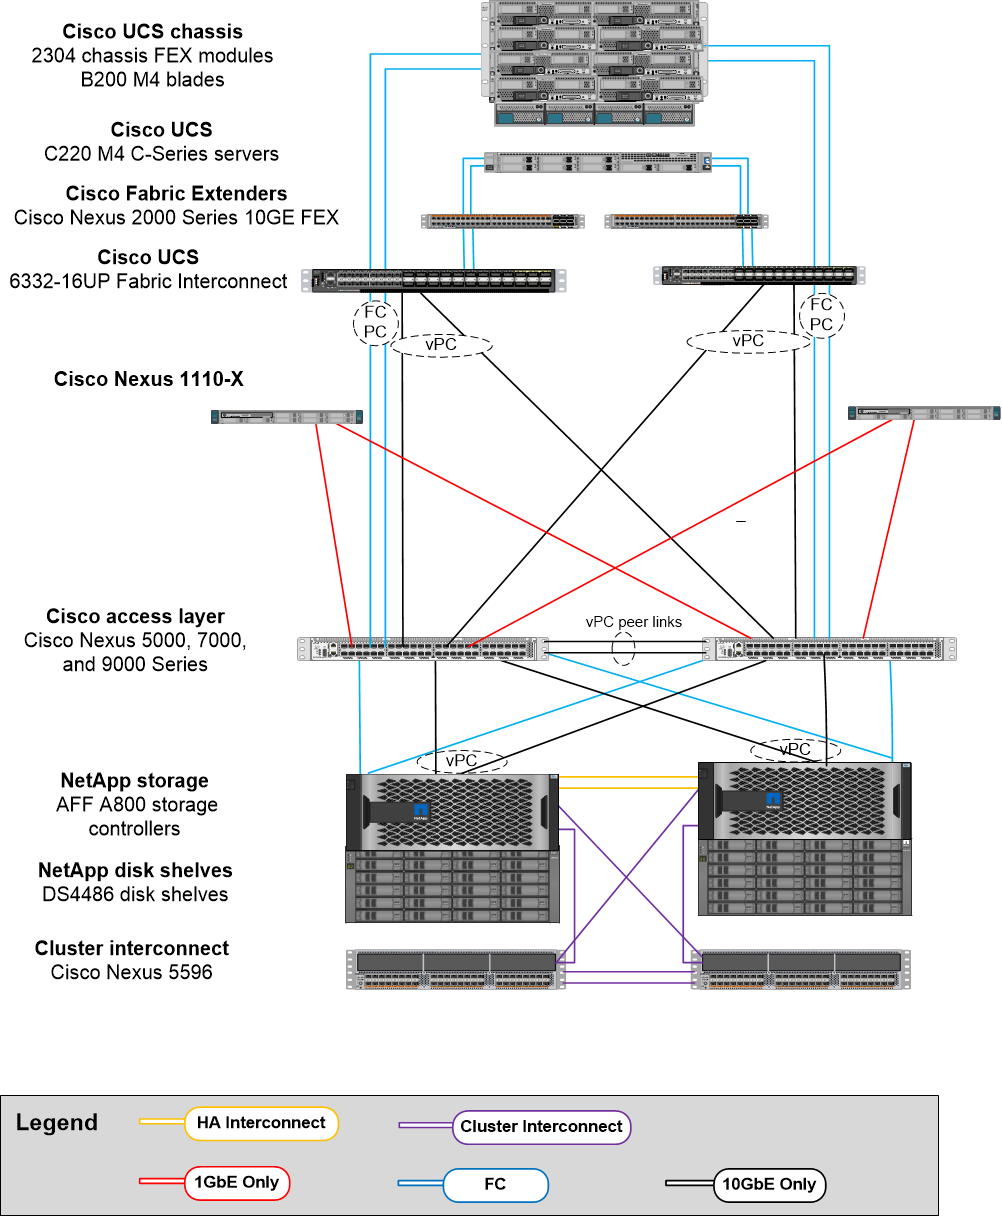 Cisco UCS chassis
2304 chassis FEX modules
B200 M4 blades
Cisco UCS
C220 M4 C-Series servers
Cisco Fabric Extenders
Cisco Nexus 2000 Series 10GE FEX
Cisco UCS
6332-16UP Fabric Interconnect
FC
PC
vPC
vPC
FC
PC
Cisco Nexus 1110-X
Cisco access layer
Cisco Nexus 5000, 7000,
and 9000 Series
vPC peer links
vPC
vPC
NetApp storage
AFF A800 storage
controllers
NetApp
NetApp
NetApp disk shelves
DS4486 disk shelves
Cluster interconnect
Cisco Nexus 5596
Legend
HA Interconnect
Cluster Interconnect
1GbE Only
FC
10GbE Only